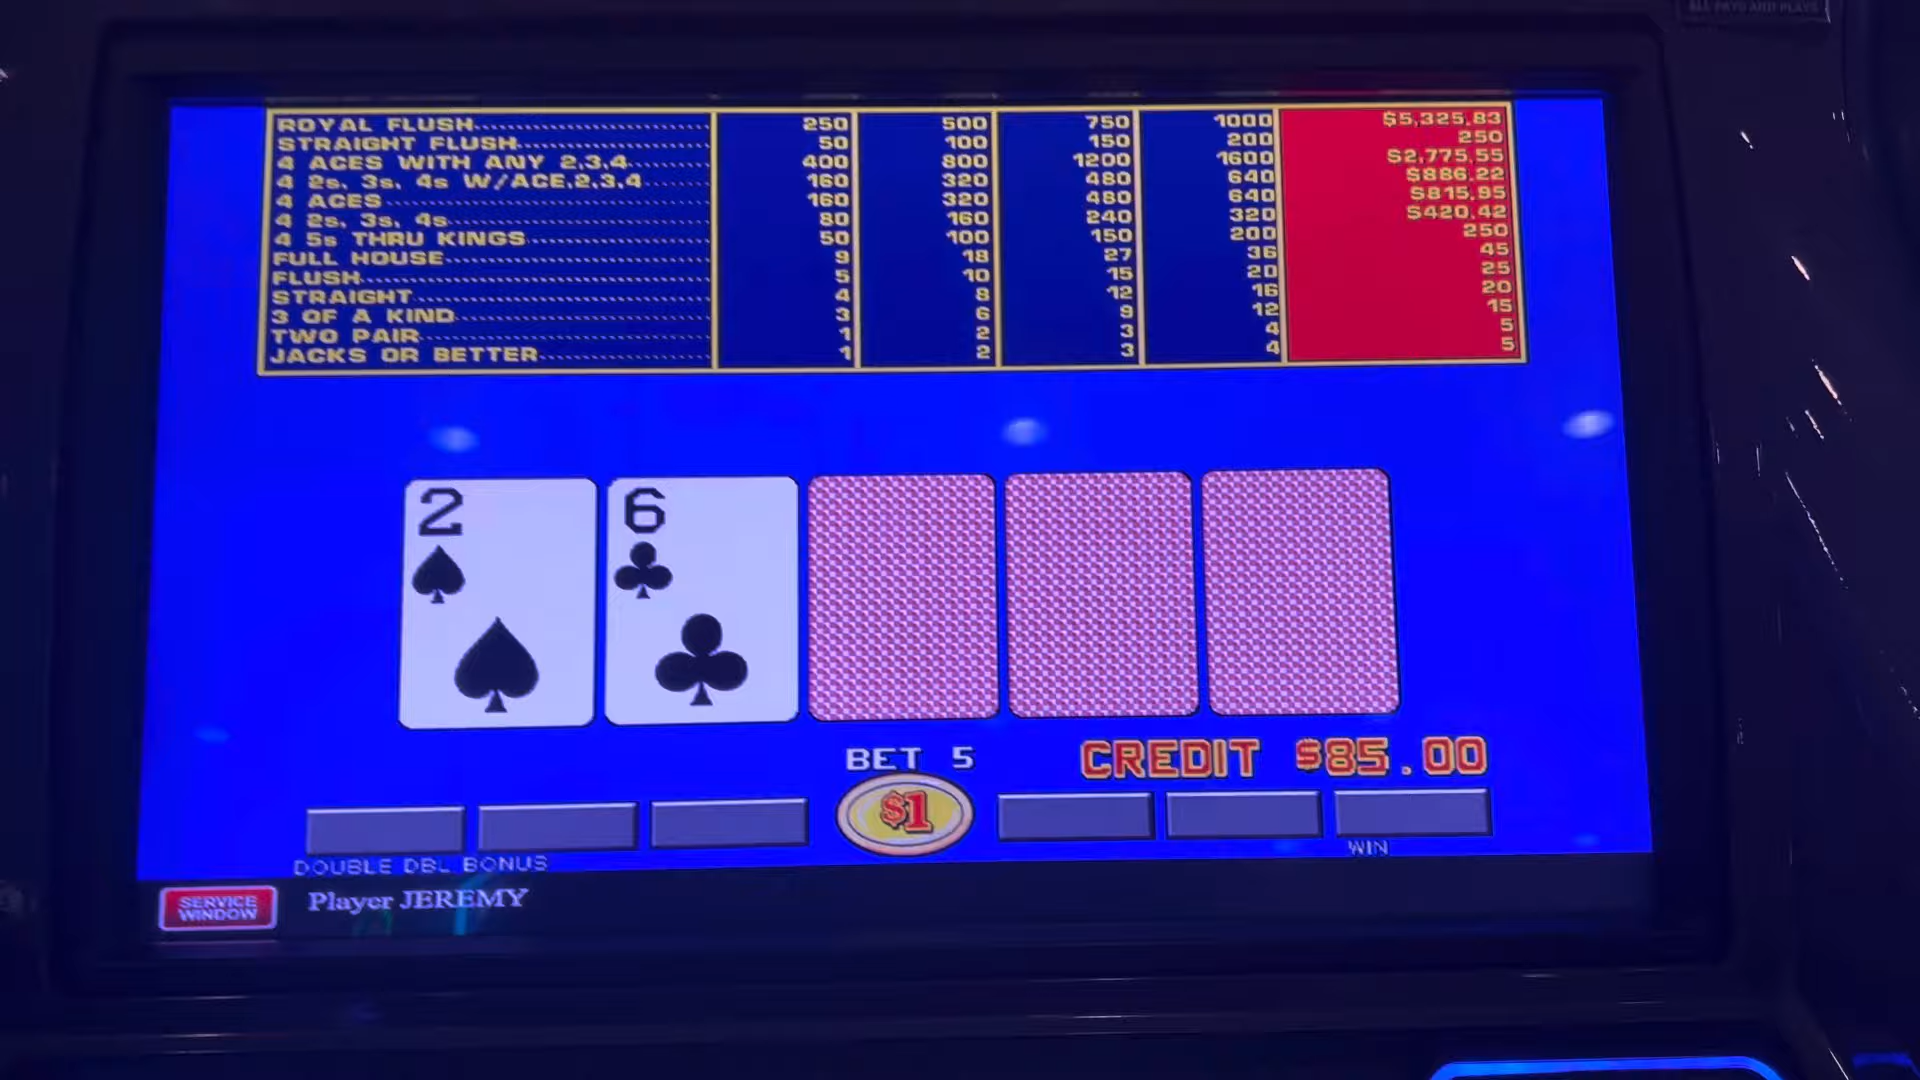 ALL PAYS AND PLAYS
ROYAL FLUSH 250 500 750 1000 $5,325.83
STRAIGHT FLUSH 50 100 150 200 250
4 ACES WITH ANY 2,3,4 400 800 1200 1600 $2,775.55
4 2s, 3s, 4s W/ACE,2,3,4 160 320 480 640 $886.22
4 ACES 160 320 480 640 $815.95
4 2s, 3s, 4s 80 160 240 320 $420.42
4 5s THRU KINGS 50 100 150 200 250
FULL HOUSE 9 18 27 36 45
FLUSH 5 10 15 20 25
STRAIGHT 4 8 12 16 20
3 OF A KIND 3 6 9 12 15
TWO PAIR 1 2 3 4 5
JACKS OR BETTER 1 2 3 4 5
2 6
BET 5 CREDIT $85.00
$1
WIN
DOUBLE DBL BONUS
SERVICE WINDOW
Player JEREMY